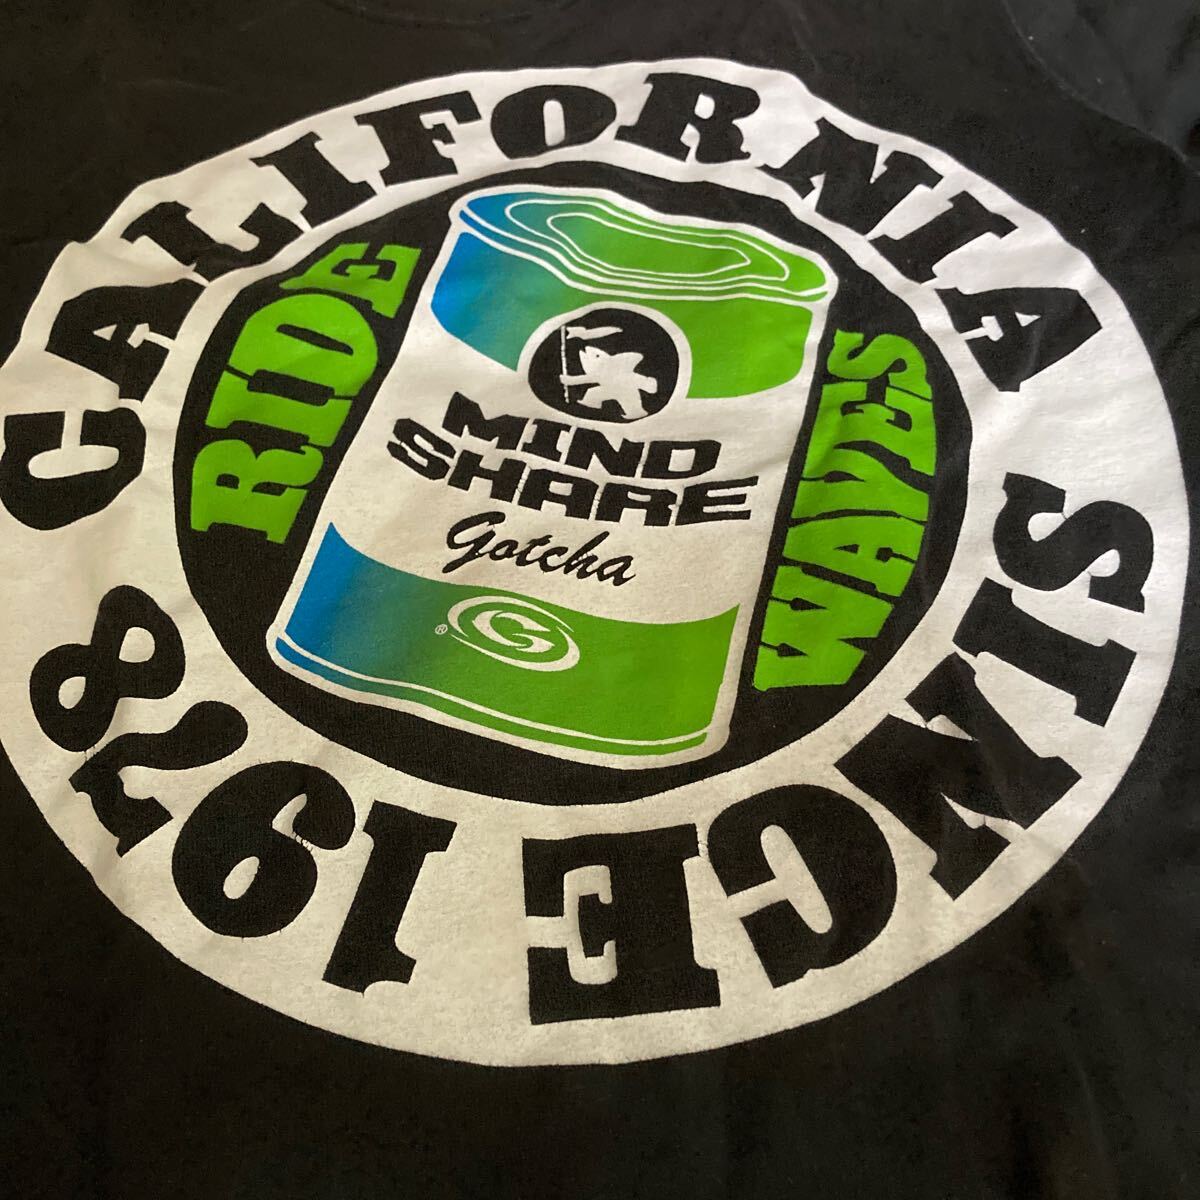 CALIFORNIA SINCE 1978
RIDE
WAVES
MIND
SHARE
gotcha
G ®